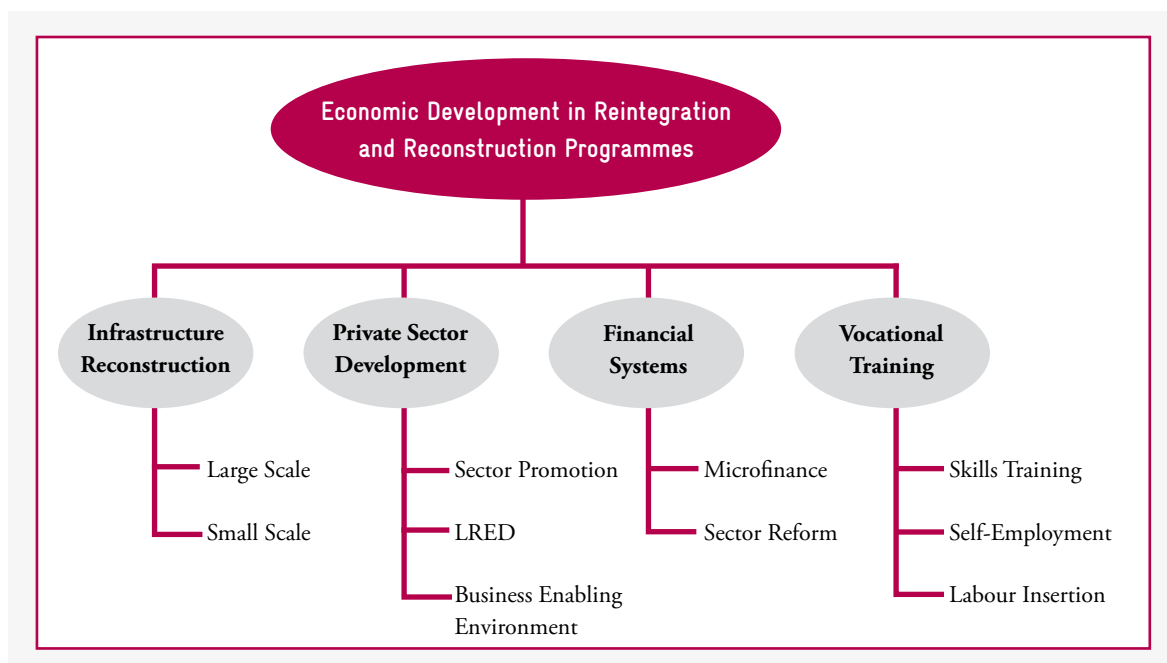 Economic Development in Reintegration
and Reconstruction Programmes
Infrastructure
Reconstruction
Private Sector
Development
Financial
Systems
Vocational
Training
Large Scale
Small Scale
Sector Promotion
LRED
Business Enabling
Environment
Microfinance
Sector Reform
Skills Training
Self-Employment
Labour Insertion